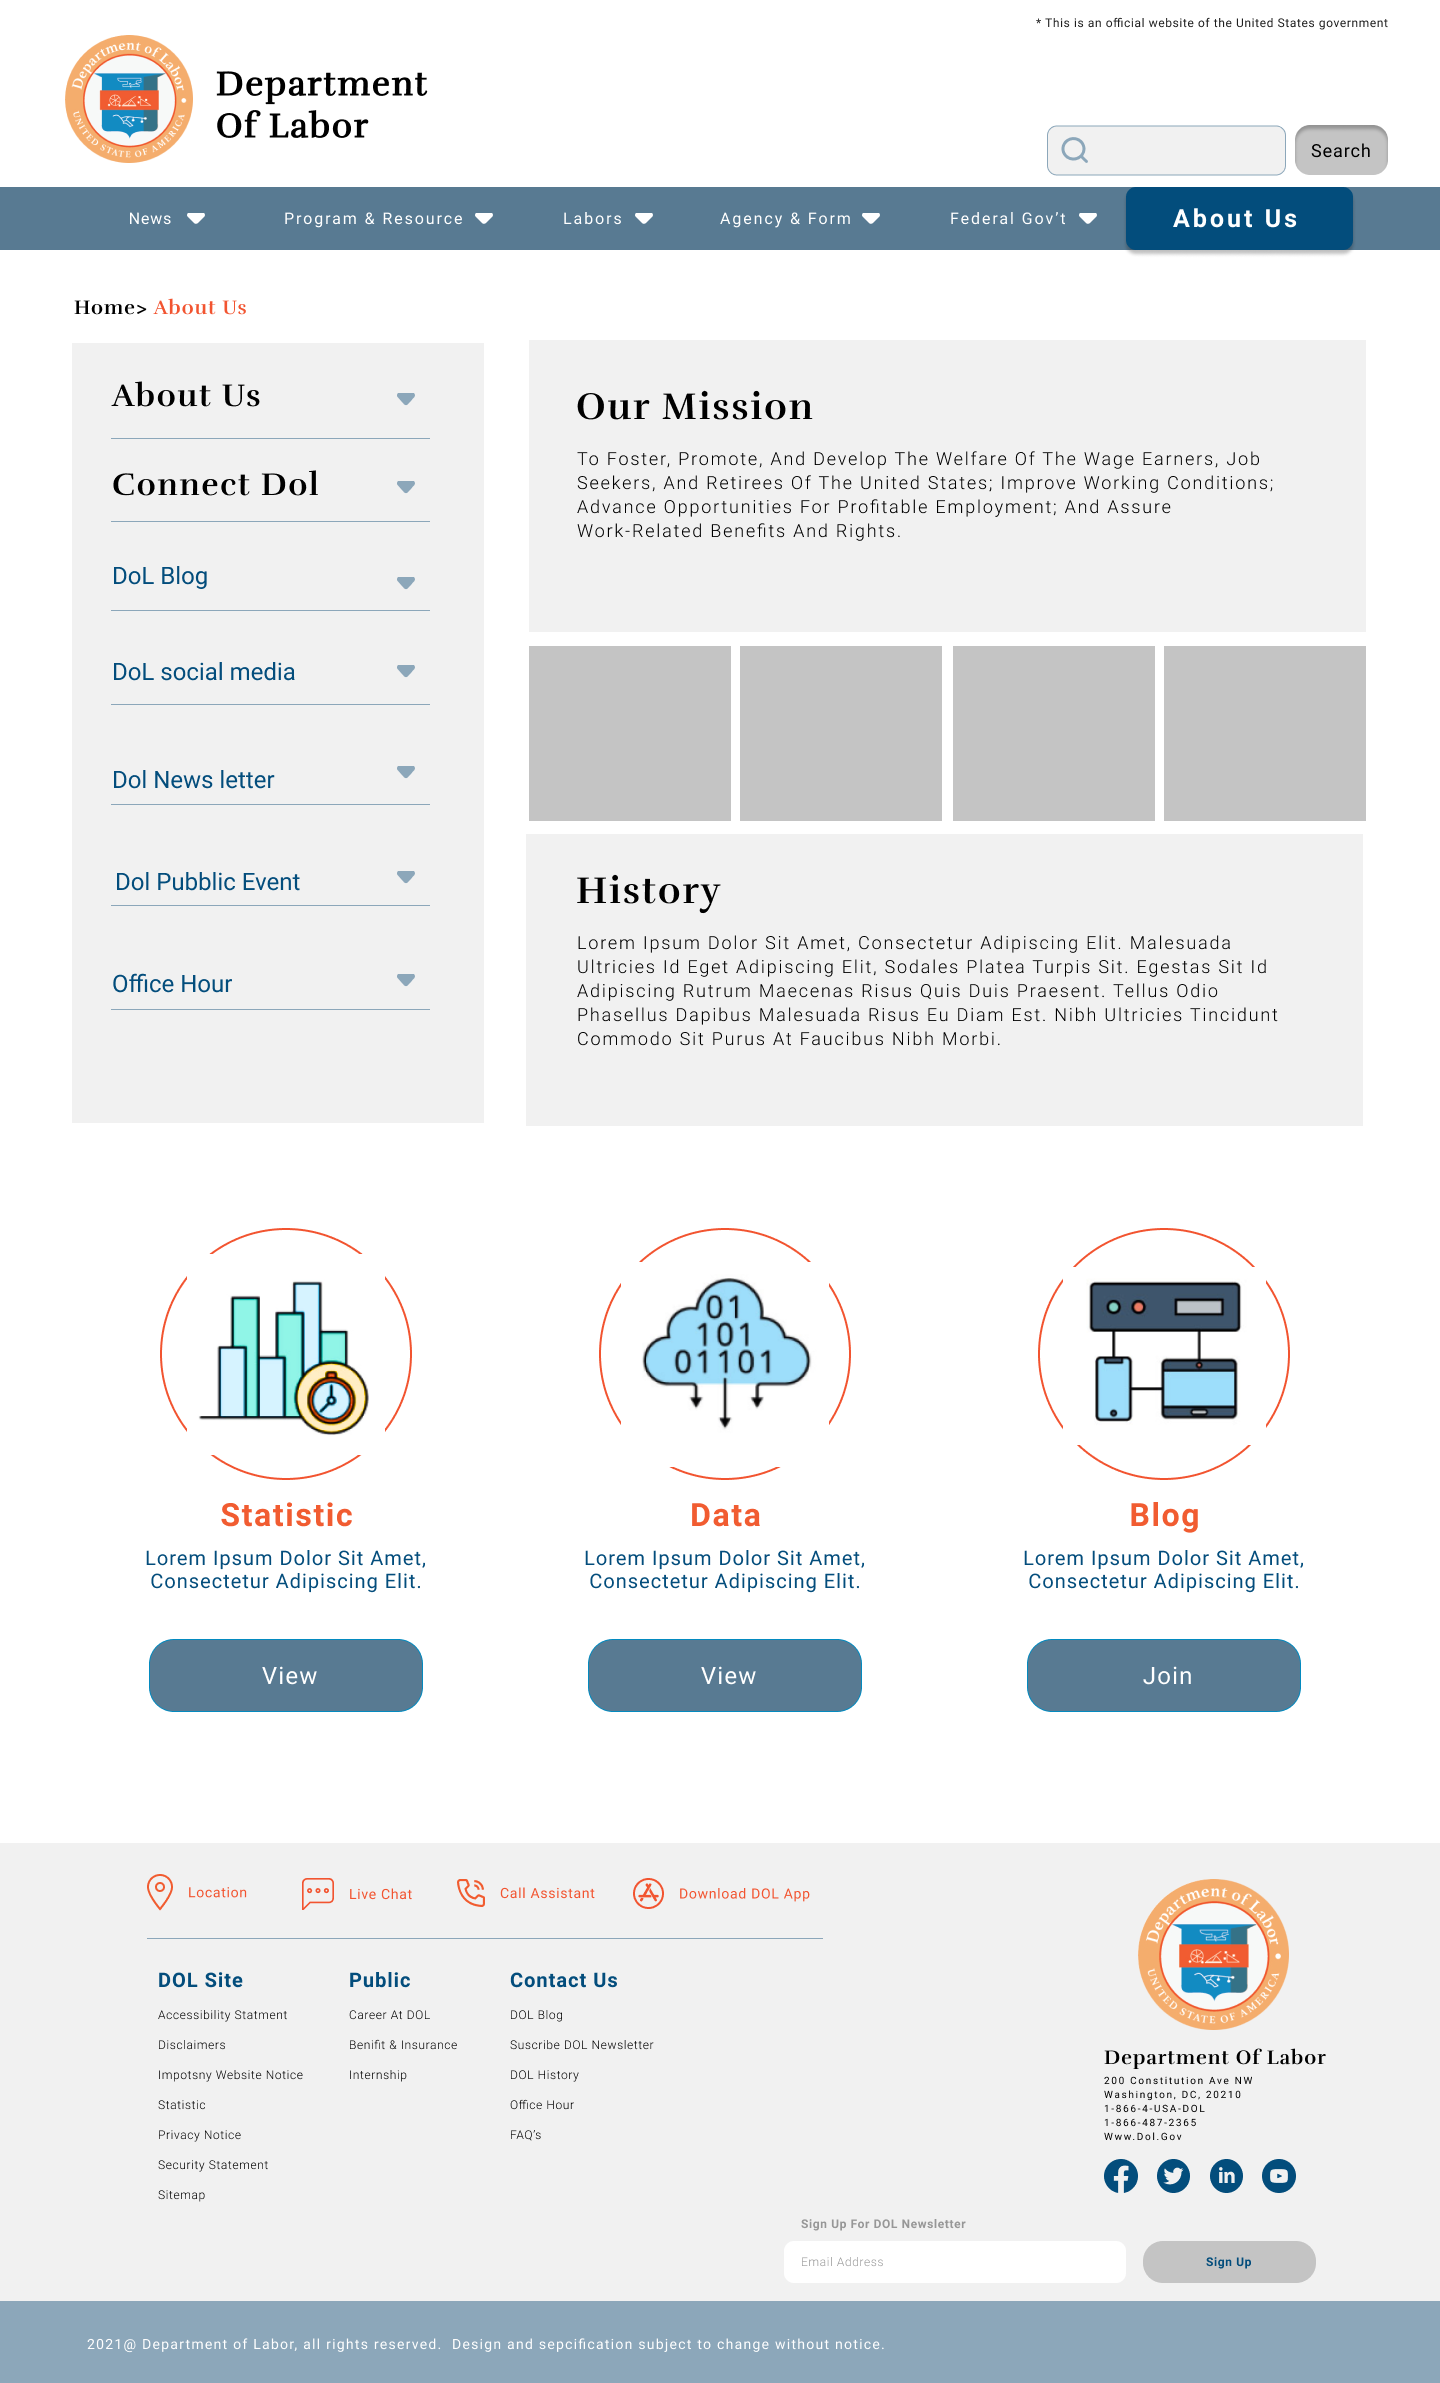 * This is an official website of the United States government
Department of Labor
UNITED STATE OF AMERICA
Department
Of Labor
Search
News
Program & Resource
Labors
Agency & Form
Federal Gov’t
About Us
Home> About Us
About Us
Connect Dol
DoL Blog
DoL social media
Dol News letter
Dol Pubblic Event
Office Hour
Our Mission
To Foster, Promote, And Develop The Welfare Of The Wage Earners, Job
Seekers, And Retirees Of The United States; Improve Working Conditions;
Advance Opportunities For Profitable Employment; And Assure
Work-Related Benefits And Rights.
History
Lorem Ipsum Dolor Sit Amet, Consectetur Adipiscing Elit. Malesuada
Ultricies Id Eget Adipiscing Elit, Sodales Platea Turpis Sit. Egestas Sit Id
Adipiscing Rutrum Maecenas Risus Quis Duis Praesent. Tellus Odio
Phasellus Dapibus Malesuada Risus Eu Diam Est. Nibh Ultricies Tincidunt
Commodo Sit Purus At Faucibus Nibh Morbi.
01
101
01101
Statistic
Lorem Ipsum Dolor Sit Amet,
Consectetur Adipiscing Elit.
View
Data
Lorem Ipsum Dolor Sit Amet,
Consectetur Adipiscing Elit.
View
Blog
Lorem Ipsum Dolor Sit Amet,
Consectetur Adipiscing Elit.
Join
Location
Live Chat
Call Assistant
Download DOL App
DOL Site
Accessibility Statment
Disclaimers
Impotsny Website Notice
Statistic
Privacy Notice
Security Statement
Sitemap
Public
Career At DOL
Benifit & Insurance
Internship
Contact Us
DOL Blog
Suscribe DOL Newsletter
DOL History
Office Hour
FAQ’s
Department of Labor
UNITED STATE OF AMERICA
Department Of Labor
200 Constitution Ave NW
Washington, DC, 20210
1-866-4-USA-DOL
1-866-487-2365
Www.Dol.Gov
in
Sign Up For DOL Newsletter
Email Address
Sign Up
2021@ Department of Labor, all rights reserved.  Design and sepcification subject to change without notice.